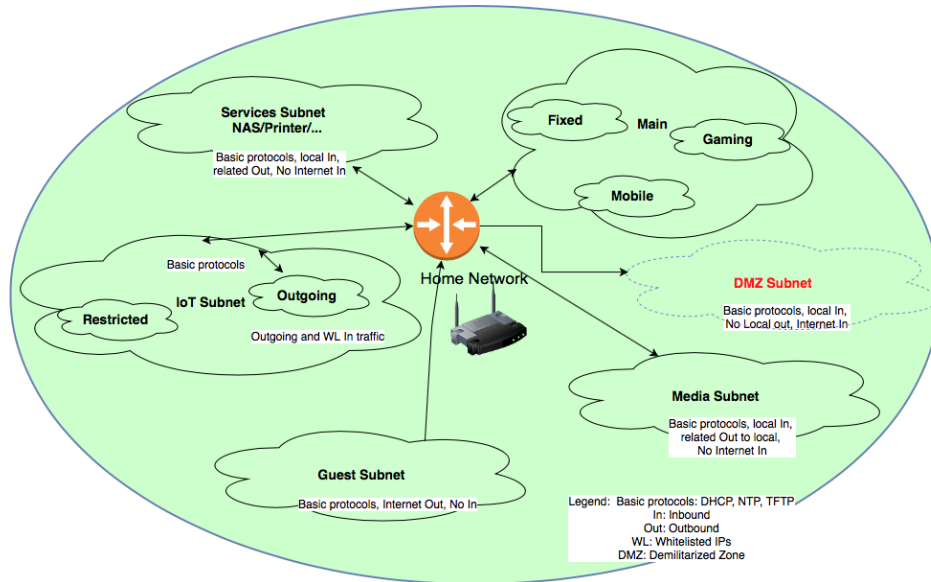 Services Subnet
NAS/Printer/...
Basic protocols, local In,
related Out, No Internet In
Fixed
Main
Gaming
Mobile
Home Network
Basic protocols
IoT Subnet
Outgoing
Restricted
Outgoing and WL In traffic
DMZ Subnet
Basic protocols, local In,
No Local out, Internet In
Media Subnet
Basic protocols, local In,
related Out to local,
No Internet In
Guest Subnet
Basic protocols, Internet Out, No In
Legend: Basic protocols: DHCP, NTP, TFTP
In: Inbound
Out: Outbound
WL: Whitelisted IPs
DMZ: Demilitarized Zone